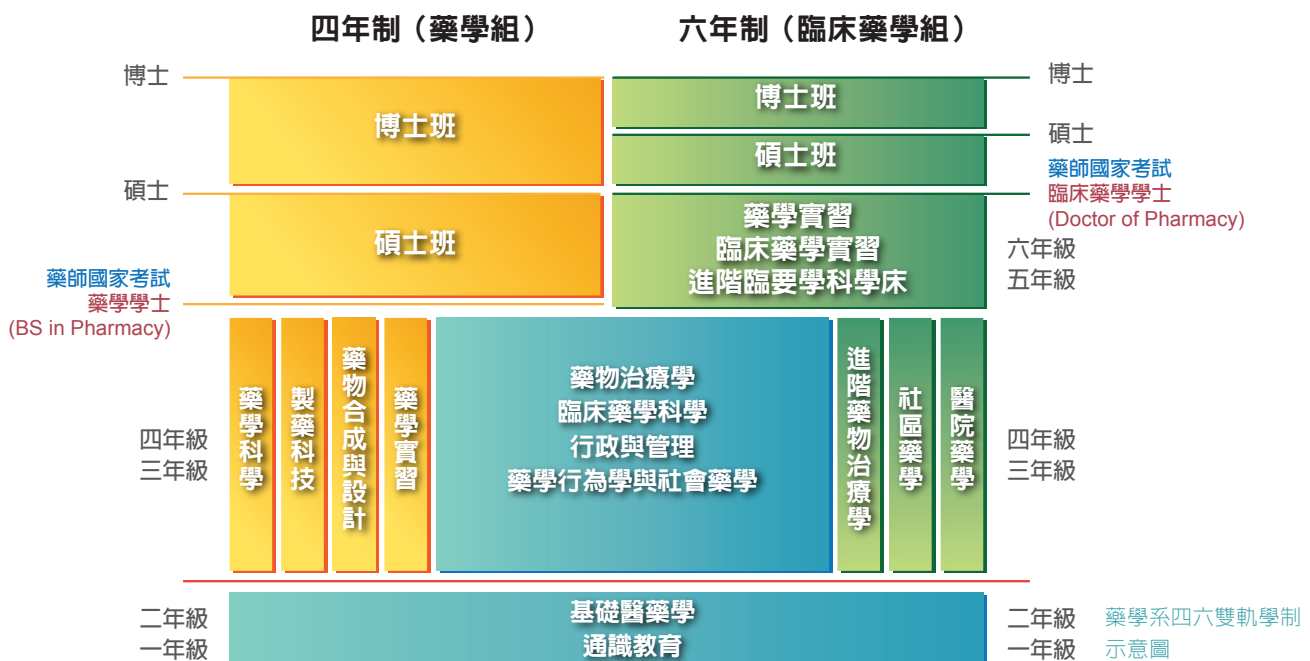 四年制（藥學組）
六年制（臨床藥學組）
博士
博士班
碩士
碩士班
藥師國家考試
藥學學士
(BS in Pharmacy)
博士班
碩士班
藥學實習
臨床藥學實習
進階臨要學科學床
博士
碩士
藥師國家考試
臨床藥學學士
(Doctor of Pharmacy)
六年級
五年級
四年級
三年級
藥學科學
製藥科技
藥物合成與設計
藥學實習
藥物治療學
臨床藥學科學
行政與管理
藥學行為學與社會藥學
進階藥物治療學
社區藥學
醫院藥學
四年級
三年級
二年級
一年級
基礎醫藥學
通識教育
二年級
一年級
藥學系四六雙軌學制
示意圖